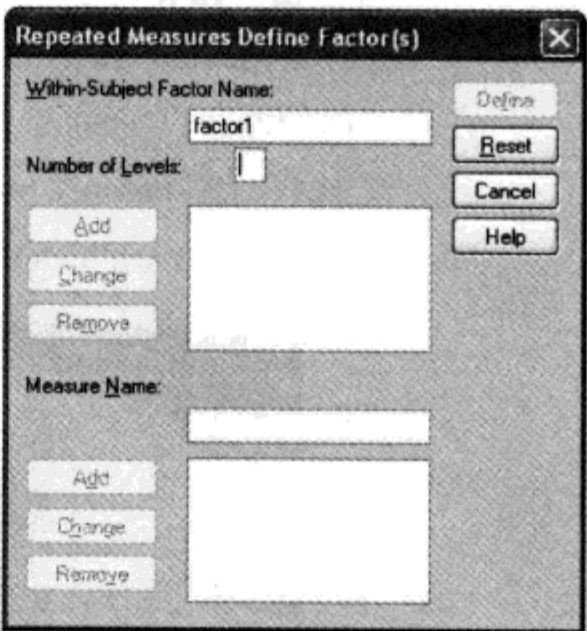 Repeated Measures Define Factor(s)
Within-Subject Factor Name:
Define
factor1
Reset
Number of Levels:
Cancel
Add
Help
Change
Remove
Measure Name:
Add
Change
Remove